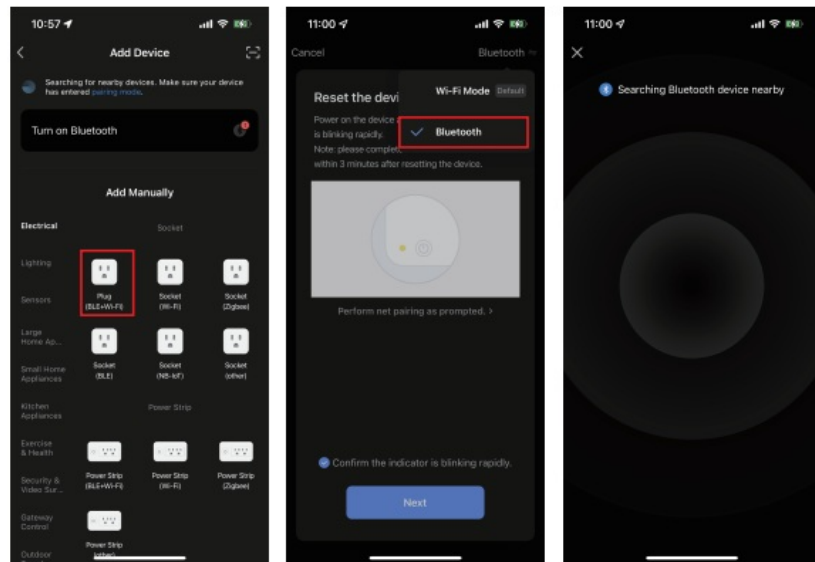 10:57
Add Device
Searching for nearby devices. Make sure your device
has entered pairing mode.
Turn on Bluetooth
Add Manually
Electrical
Socket
Lighting
Plug
(BLE+Wi-Fi)
Socket
(Wi-Fi)
Socket
(Zigbee)
Sensors
Large
Home Ap...
Socket
(BLE)
Socket
(NB-IoT)
Socket
(other)
Small Home
Appliances
Kitchen
Appliances
Power Strip
Exercise
& Health
Power Strip
(BLE+Wi-Fi)
Power Strip
(Wi-Fi)
Power Strip
(Zigbee)
Security &
Video Sur...
Gateway
Control
Power Strip
(other)
Outdoor
11:00
Cancel
Bluetooth
Reset the devi
Wi-Fi Mode Default
Bluetooth
Power on the device
is blinking rapidly.
Note: please complet
within 3 minutes after resetting the device.
Perform net pairing as prompted. >
Confirm the indicator is blinking rapidly.
Next
11:00
Searching Bluetooth device nearby